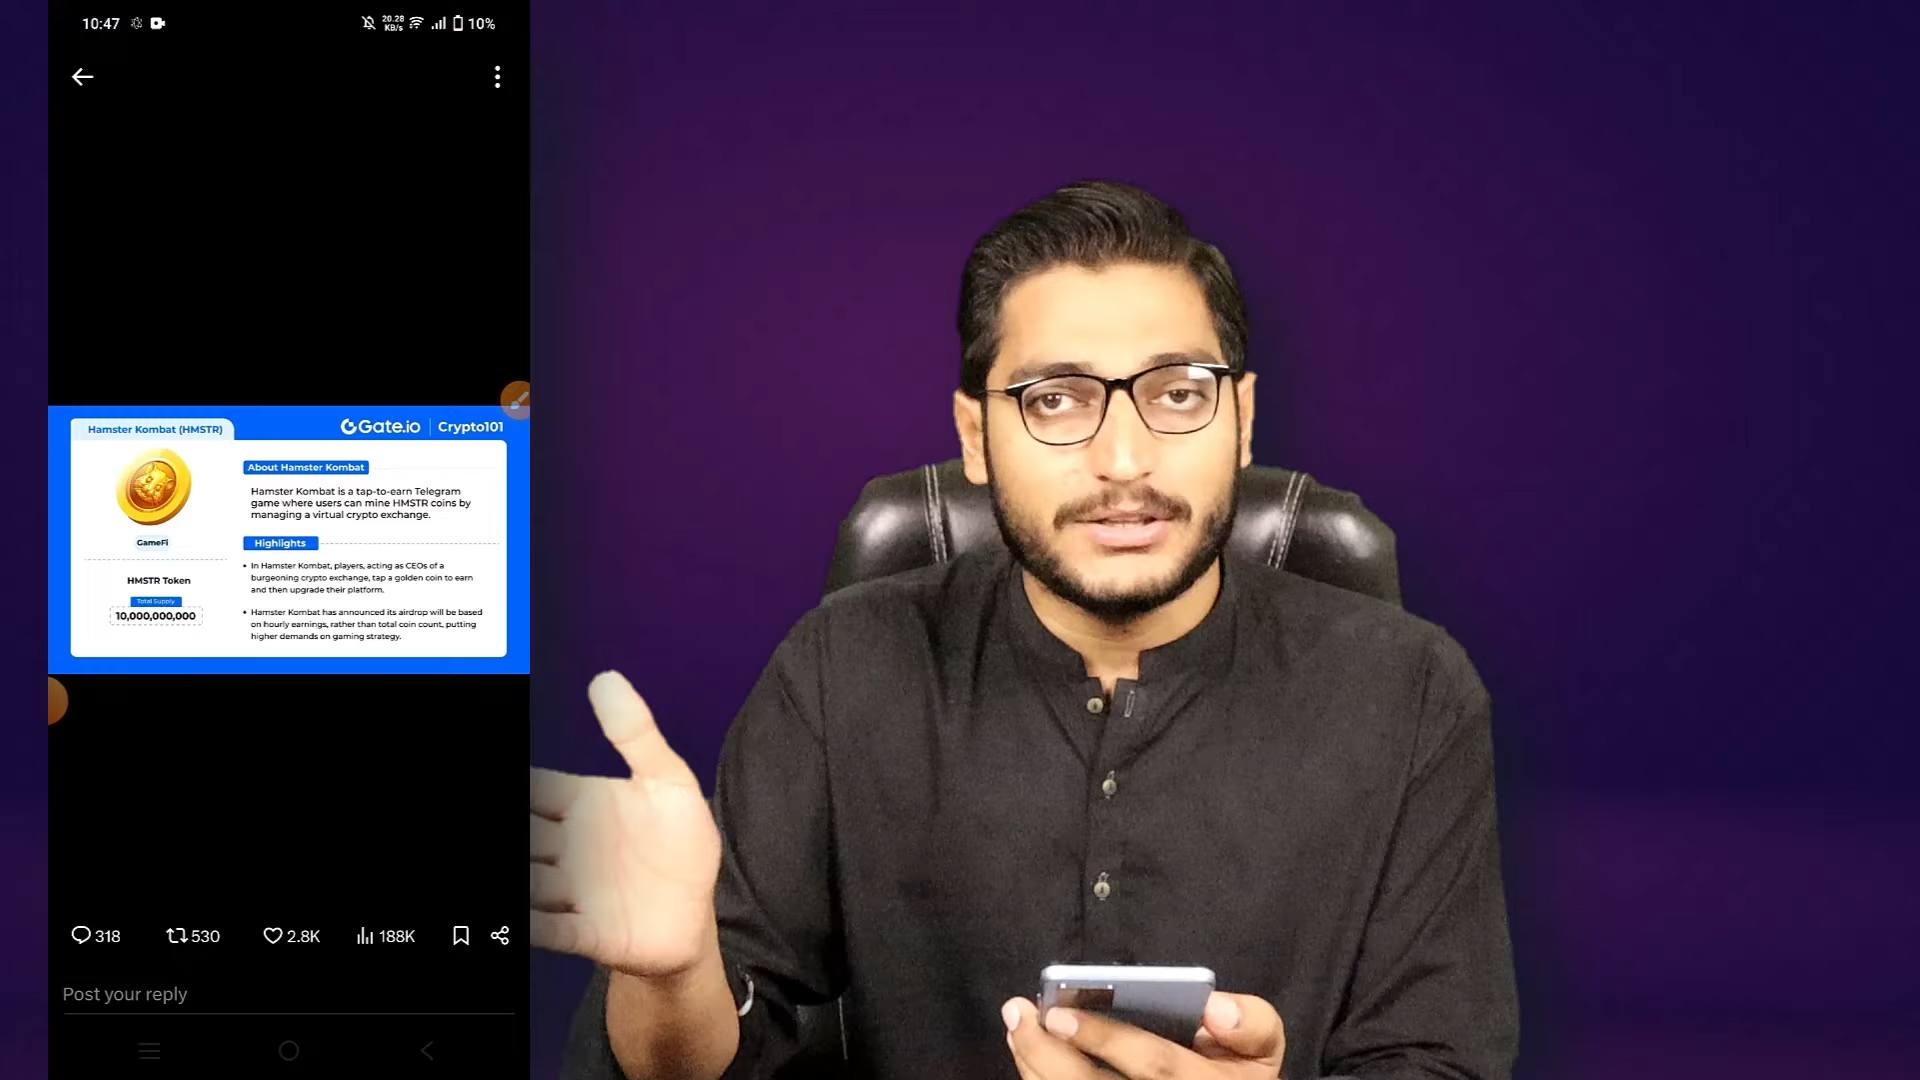 10:47
20.28
KB/s
10%
Hamster Kombat (HMSTR)
Gate.io
Crypto101
About Hamster Kombat
Hamster Kombat is a tap-to-earn Telegram
game where users can mine HMSTR coins by
managing a virtual crypto exchange.
GameFi
Highlights
• In Hamster Kombat, players, acting as CEOs of a
burgeoning crypto exchange, tap a golden coin to earn
and then upgrade their platform.
HMSTR Token
Total Supply
10,000,000,000
• Hamster Kombat has announced its airdrop will be based
on hourly earnings, rather than total coin count, putting
higher demands on gaming strategy.
318
530
2.8K
188K
Post your reply